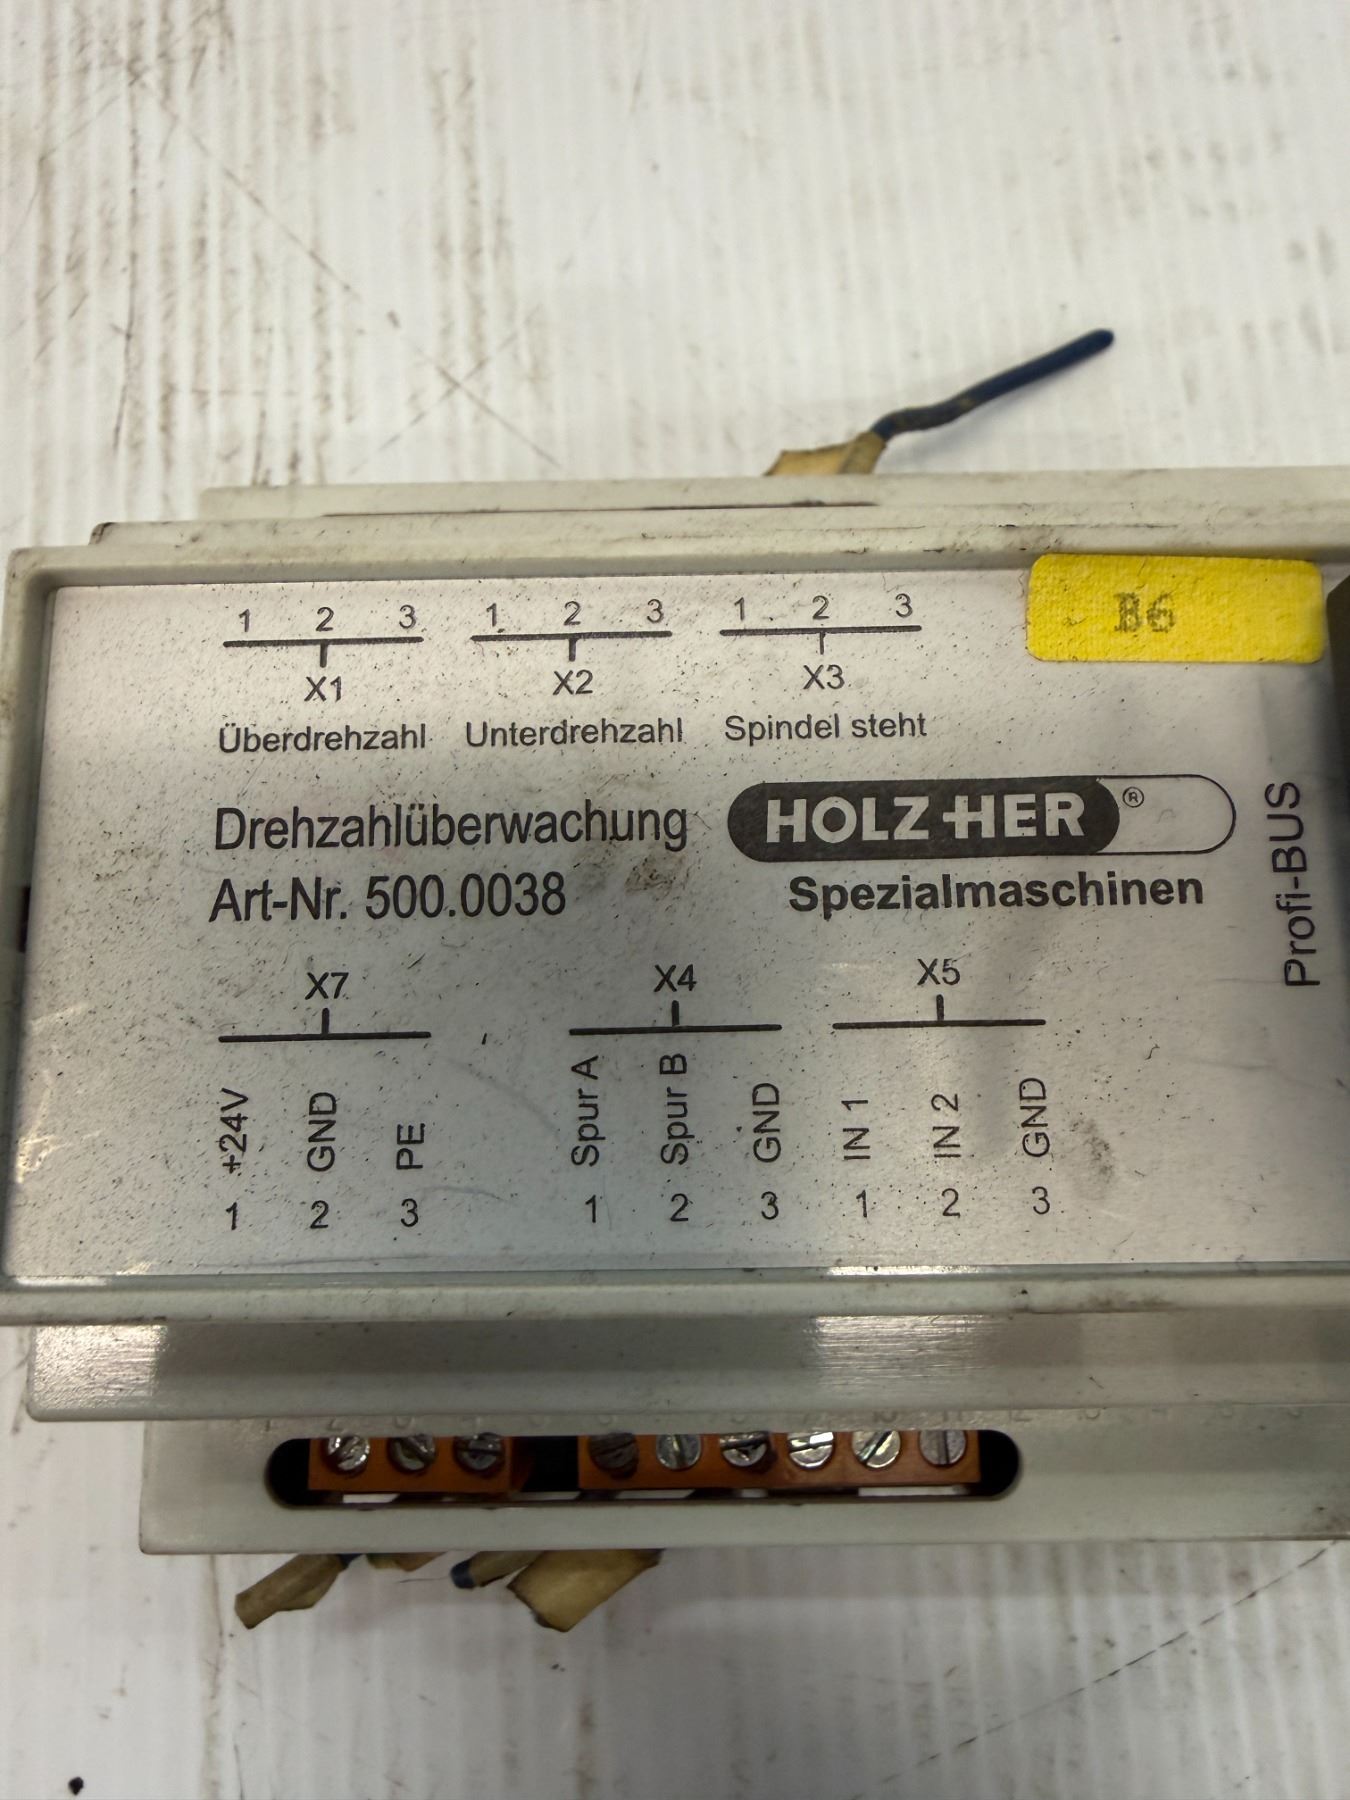 1 2 3 1 2 3 1 2 3
B6
X1 X2 X3
Überdrehzahl Unterdrehzahl Spindel steht
Drehzahlüberwachung
HOLZ-HER®
Art-Nr. 500.0038
Spezialmaschinen
Profi-BUS
X7 X4 X5
+24V GND PE Spur A Spur B GND IN 1 IN 2 GND
1 2 3 1 2 3 1 2 3